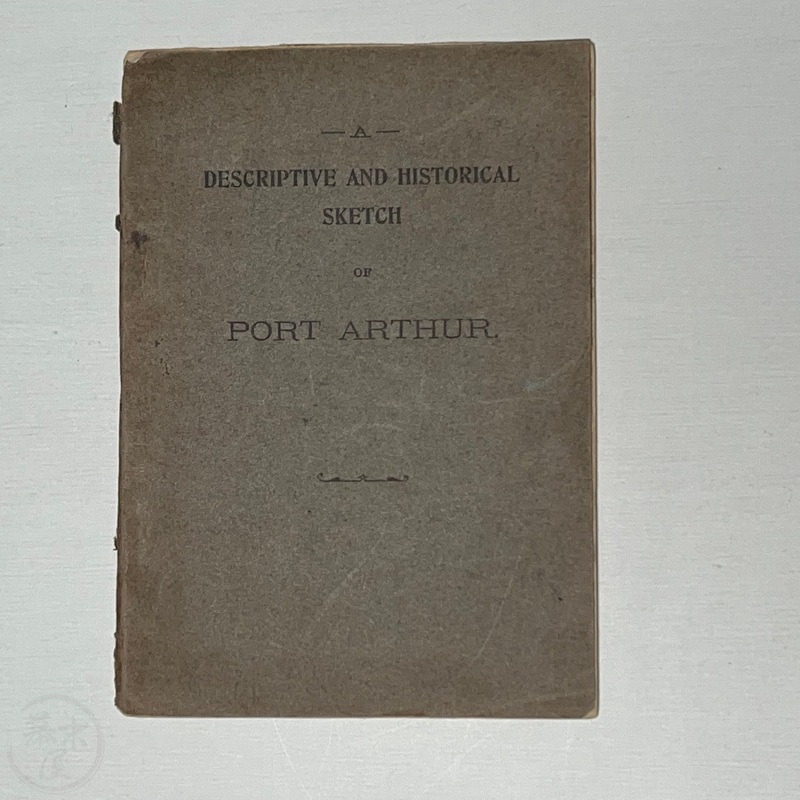 — A —
DESCRIPTIVE AND HISTORICAL
SKETCH
OF
PORT ARTHUR.